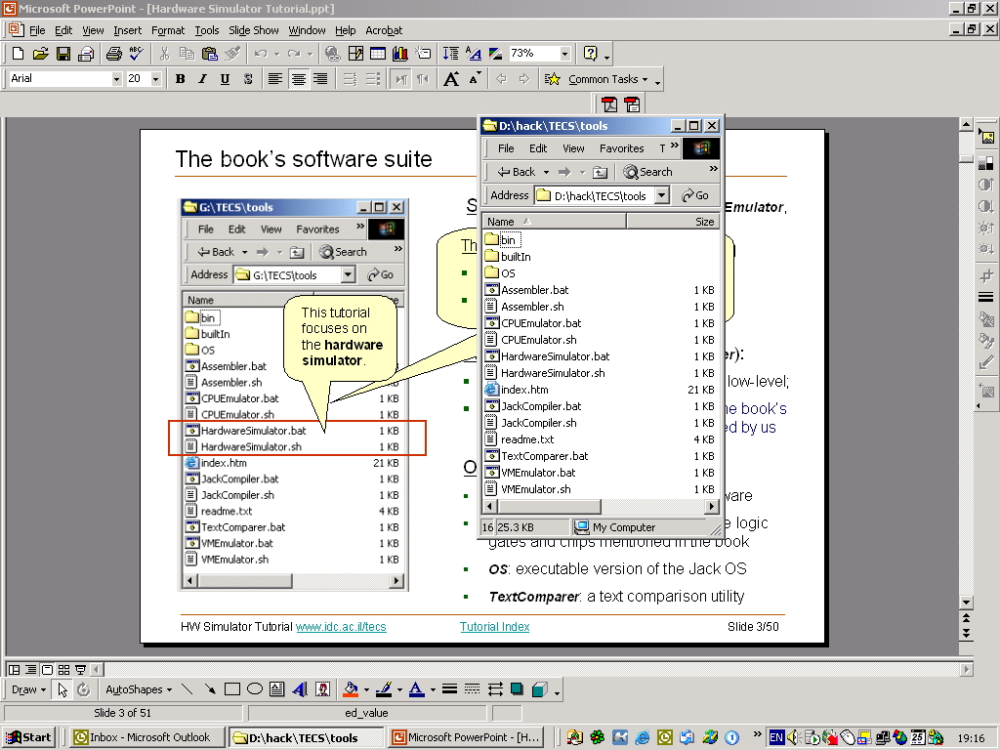 Microsoft PowerPoint - [Hardware Simulator Tutorial.ppt]
File Edit View Insert Format Tools Slide Show Window Help Acrobat
73%
Arial 20 B I U S Common Tasks
The book's software suite
G:\TECS\tools
File Edit View Favorites »
Back Search »
Address G:\TECS\tools Go
Name
bin
builtIn
OS
Assembler.bat 1 KB
Assembler.sh 1 KB
CPUEmulator.bat 1 KB
CPUEmulator.sh 1 KB
HardwareSimulator.bat 1 KB
HardwareSimulator.sh 1 KB
index.htm 21 KB
JackCompiler.bat 1 KB
JackCompiler.sh 1 KB
readme.txt 4 KB
TextComparer.bat 1 KB
VMEmulator.bat 1 KB
VMEmulator.sh 1 KB
This tutorial
focuses on
the hardware
simulator.
D:\hack\TECS\tools
File Edit View Favorites T »
Back Search »
Address D:\hack\TECS\tools Go
Name Size
bin
builtIn
OS
Assembler.bat 1 KB
Assembler.sh 1 KB
CPUEmulator.bat 1 KB
CPUEmulator.sh 1 KB
HardwareSimulator.bat 1 KB
HardwareSimulator.sh 1 KB
index.htm 21 KB
JackCompiler.bat 1 KB
JackCompiler.sh 1 KB
readme.txt 4 KB
TextComparer.bat 1 KB
VMEmulator.bat 1 KB
VMEmulator.sh 1 KB
16 25.3 KB My Computer
Emulator,
Th
er):
low-level;
he book's
ed by us
O
ware
e logic
gates and chips mentioned in the book
▪ OS: executable version of the Jack OS
▪ TextComparer: a text comparison utility
HW Simulator Tutorial www.idc.ac.il/tecs Tutorial Index Slide 3/50
Draw AutoShapes
Slide 3 of 51 ed_value
Start Inbox - Microsoft Outlook D:\hack\TECS\tools Microsoft PowerPoint - [H... » EN 25 19:16